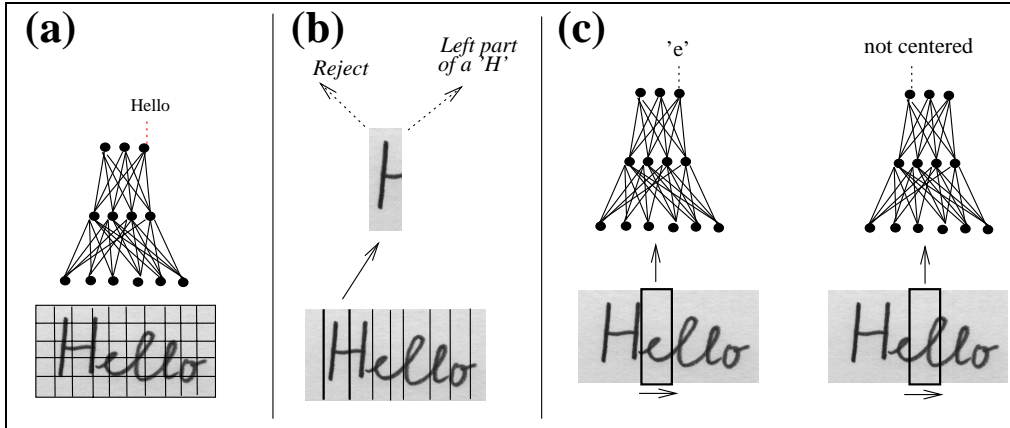 (a)
Hello
Hello
(b)
Reject
Left part
of a 'H'
H
Hello
(c)
'e'
Hello
not centered
Hello